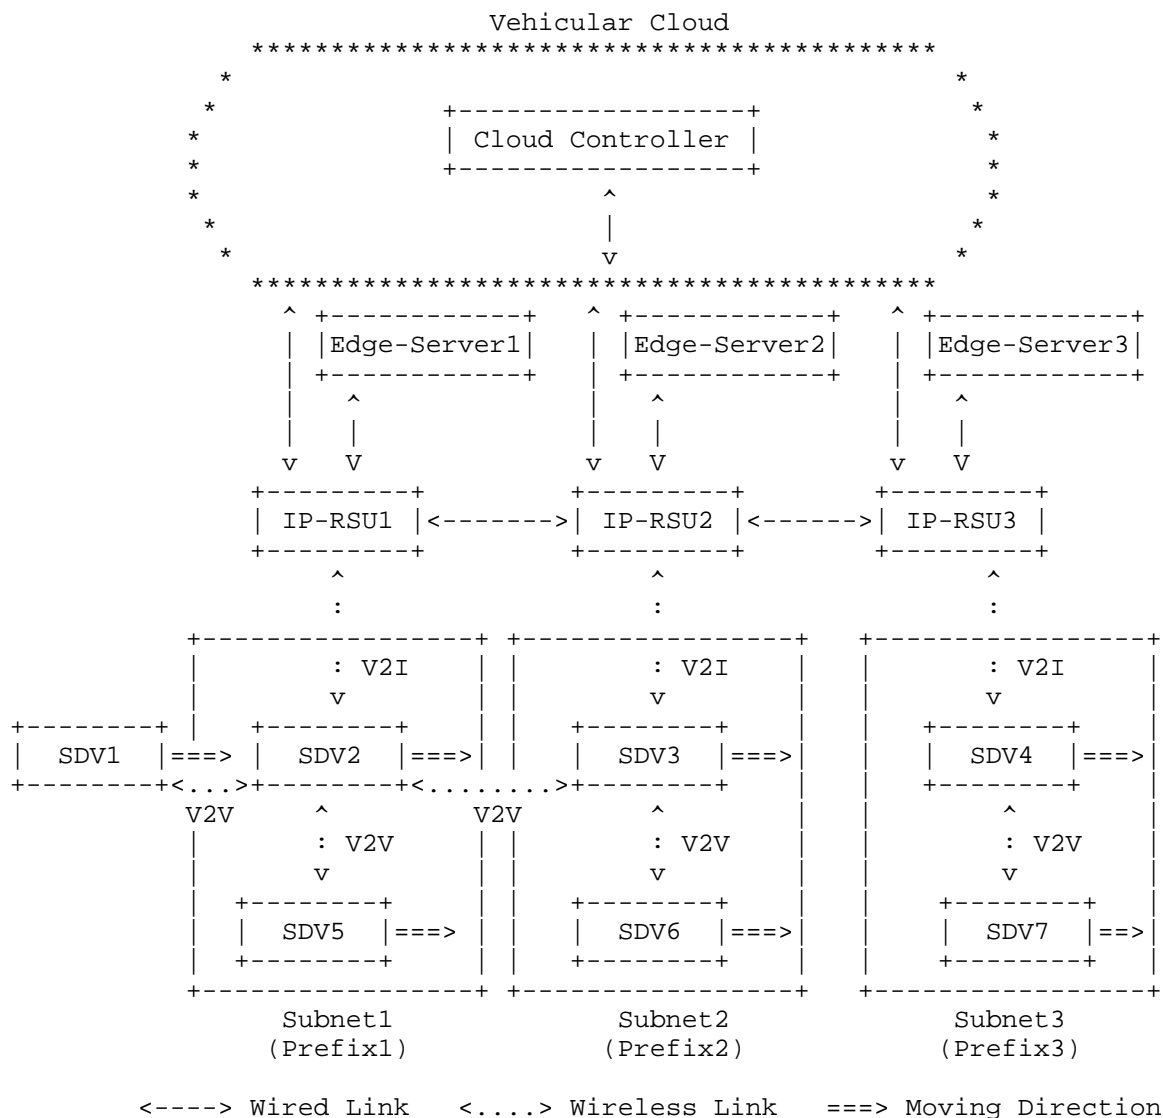 Vehicular Cloud
Cloud Controller
Edge-Server1 Edge-Server2 Edge-Server3
IP-RSU1 IP-RSU2 IP-RSU3
V2I V2I V2I
SDV1 SDV2 SDV3 SDV4
V2V V2V
V2V V2V V2V
SDV5 SDV6 SDV7
Subnet1 Subnet2 Subnet3
(Prefix1) (Prefix2) (Prefix3)
<----> Wired Link <....> Wireless Link ===> Moving Direction